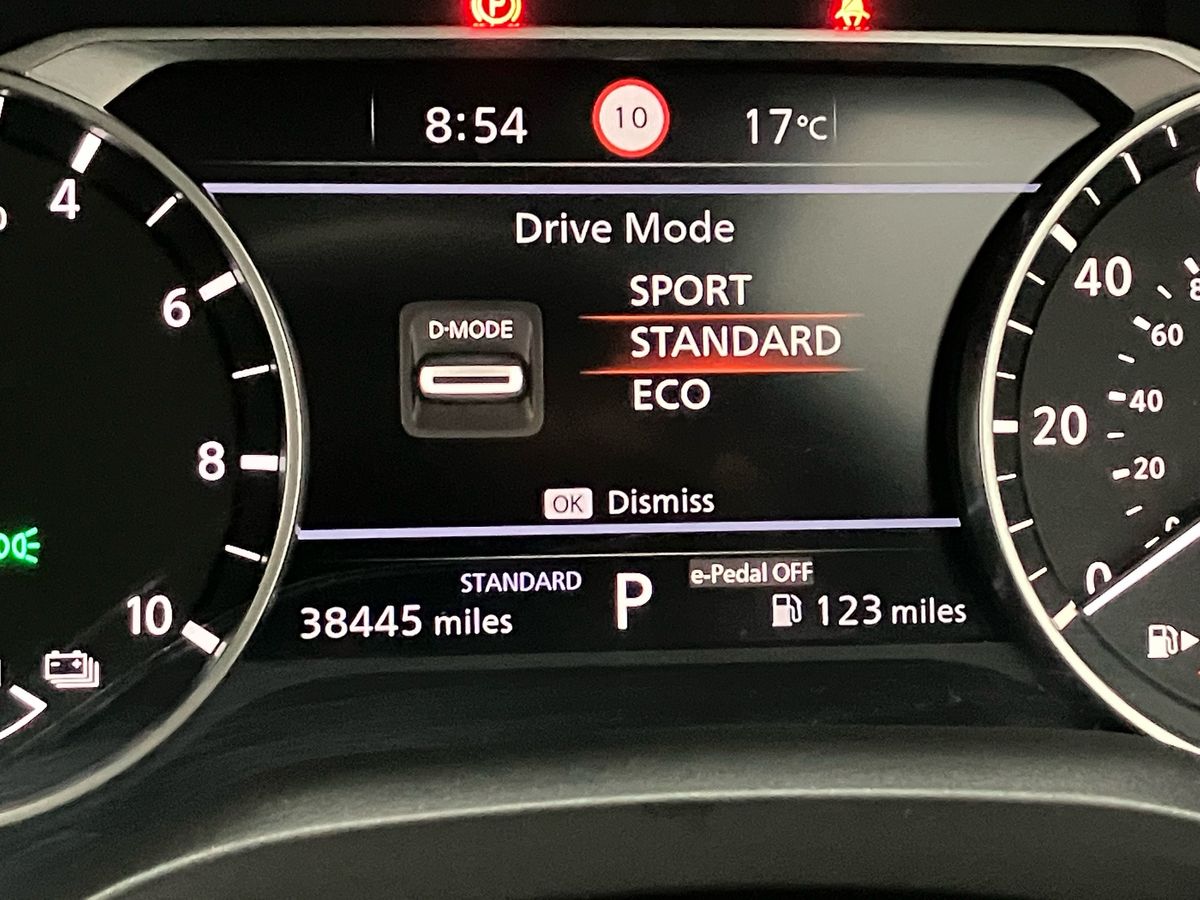 P
8:54
10
17°C
Drive Mode
D·MODE
SPORT
STANDARD
ECO
OK Dismiss
STANDARD
P
e-Pedal OFF
38445 miles
123 miles
4
6
8
10
40
20
0
60
40
20